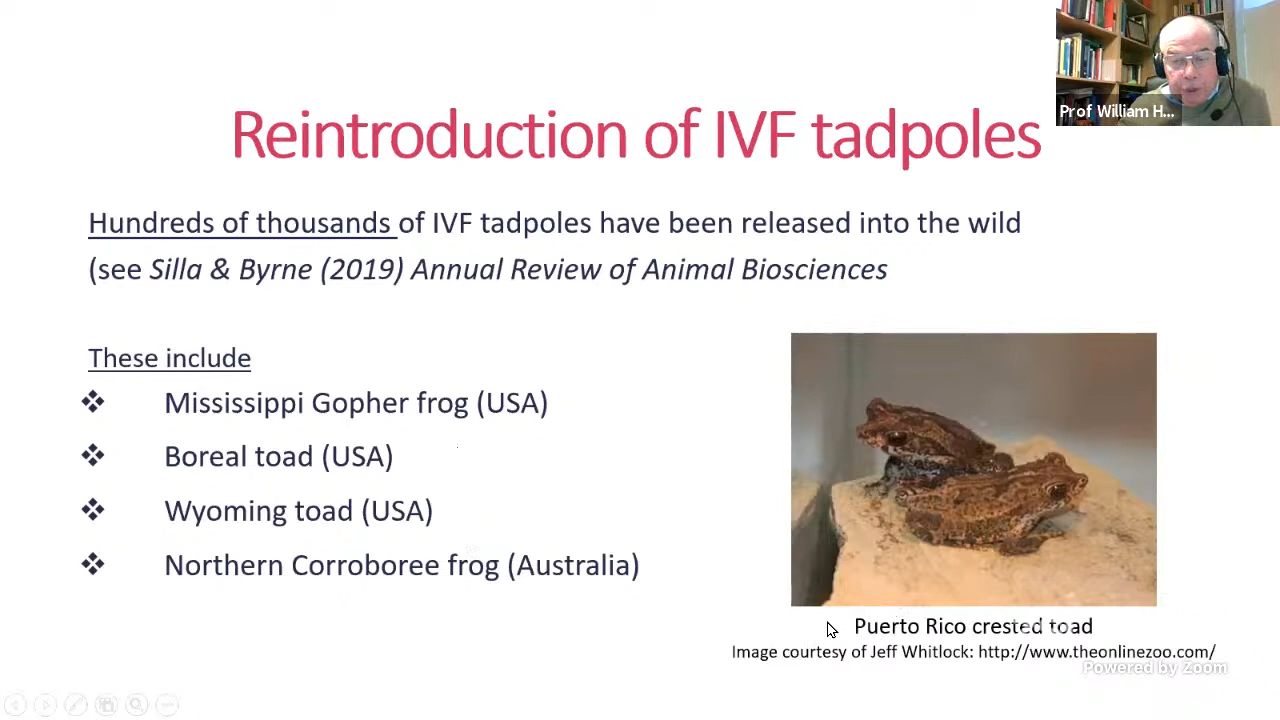 Prof William H...
Reintroduction of IVF tadpoles
Hundreds of thousands of IVF tadpoles have been released into the wild
(see Silla & Byrne (2019) Annual Review of Animal Biosciences
These include
❖ Mississippi Gopher frog (USA)
❖ Boreal toad (USA)
❖ Wyoming toad (USA)
❖ Northern Corroboree frog (Australia)
Puerto Rico crested toad
Image courtesy of Jeff Whitlock: http://www.theonlinezoo.com/
Powered by Zoom